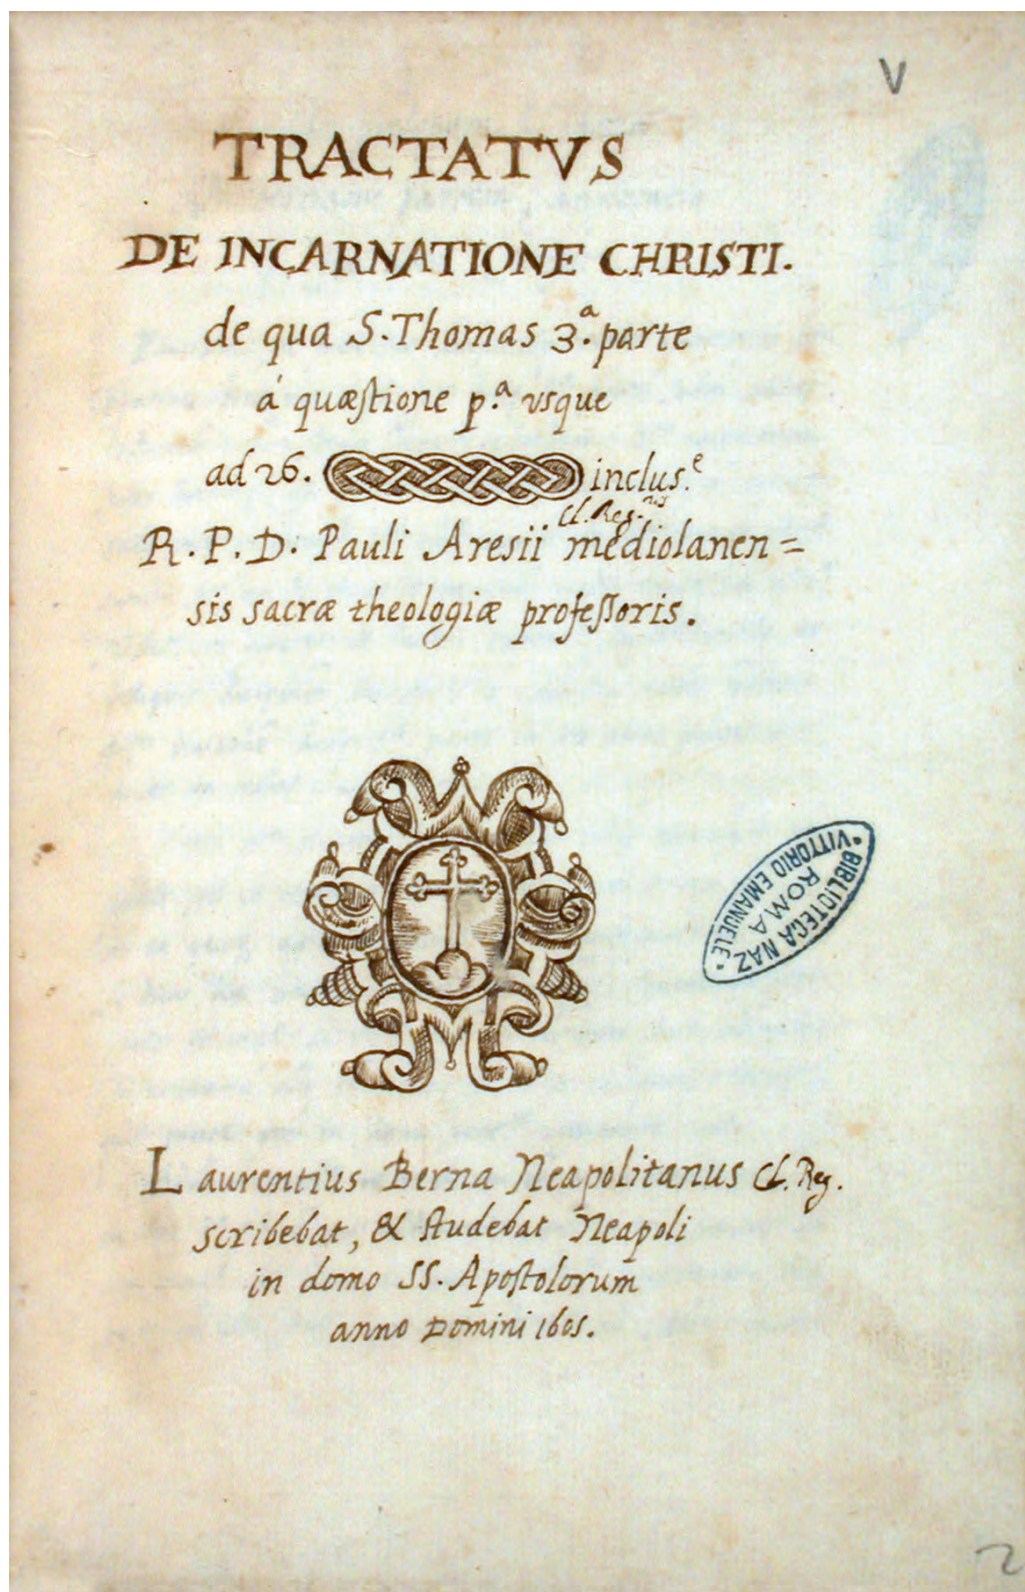 V
TRACTATVS
DE INCARNATIONE CHRISTI.
de qua S. Thomas 3.ª parte
á quæstione p.ª vsque
ad 26. inclus.e
Cl. Reg.ris
R. P. D. Pauli Aresii mediolanen=
sis sacræ theologiæ professoris.
BIBLIOTECA NAZ
ROMA
VITTORIO EMANUELE
Laurentius Berna Neapolitanus Cl. Reg.
scribebat, & studebat Neapoli
in domo SS. Apostolorum
anno Domini 1605.
2